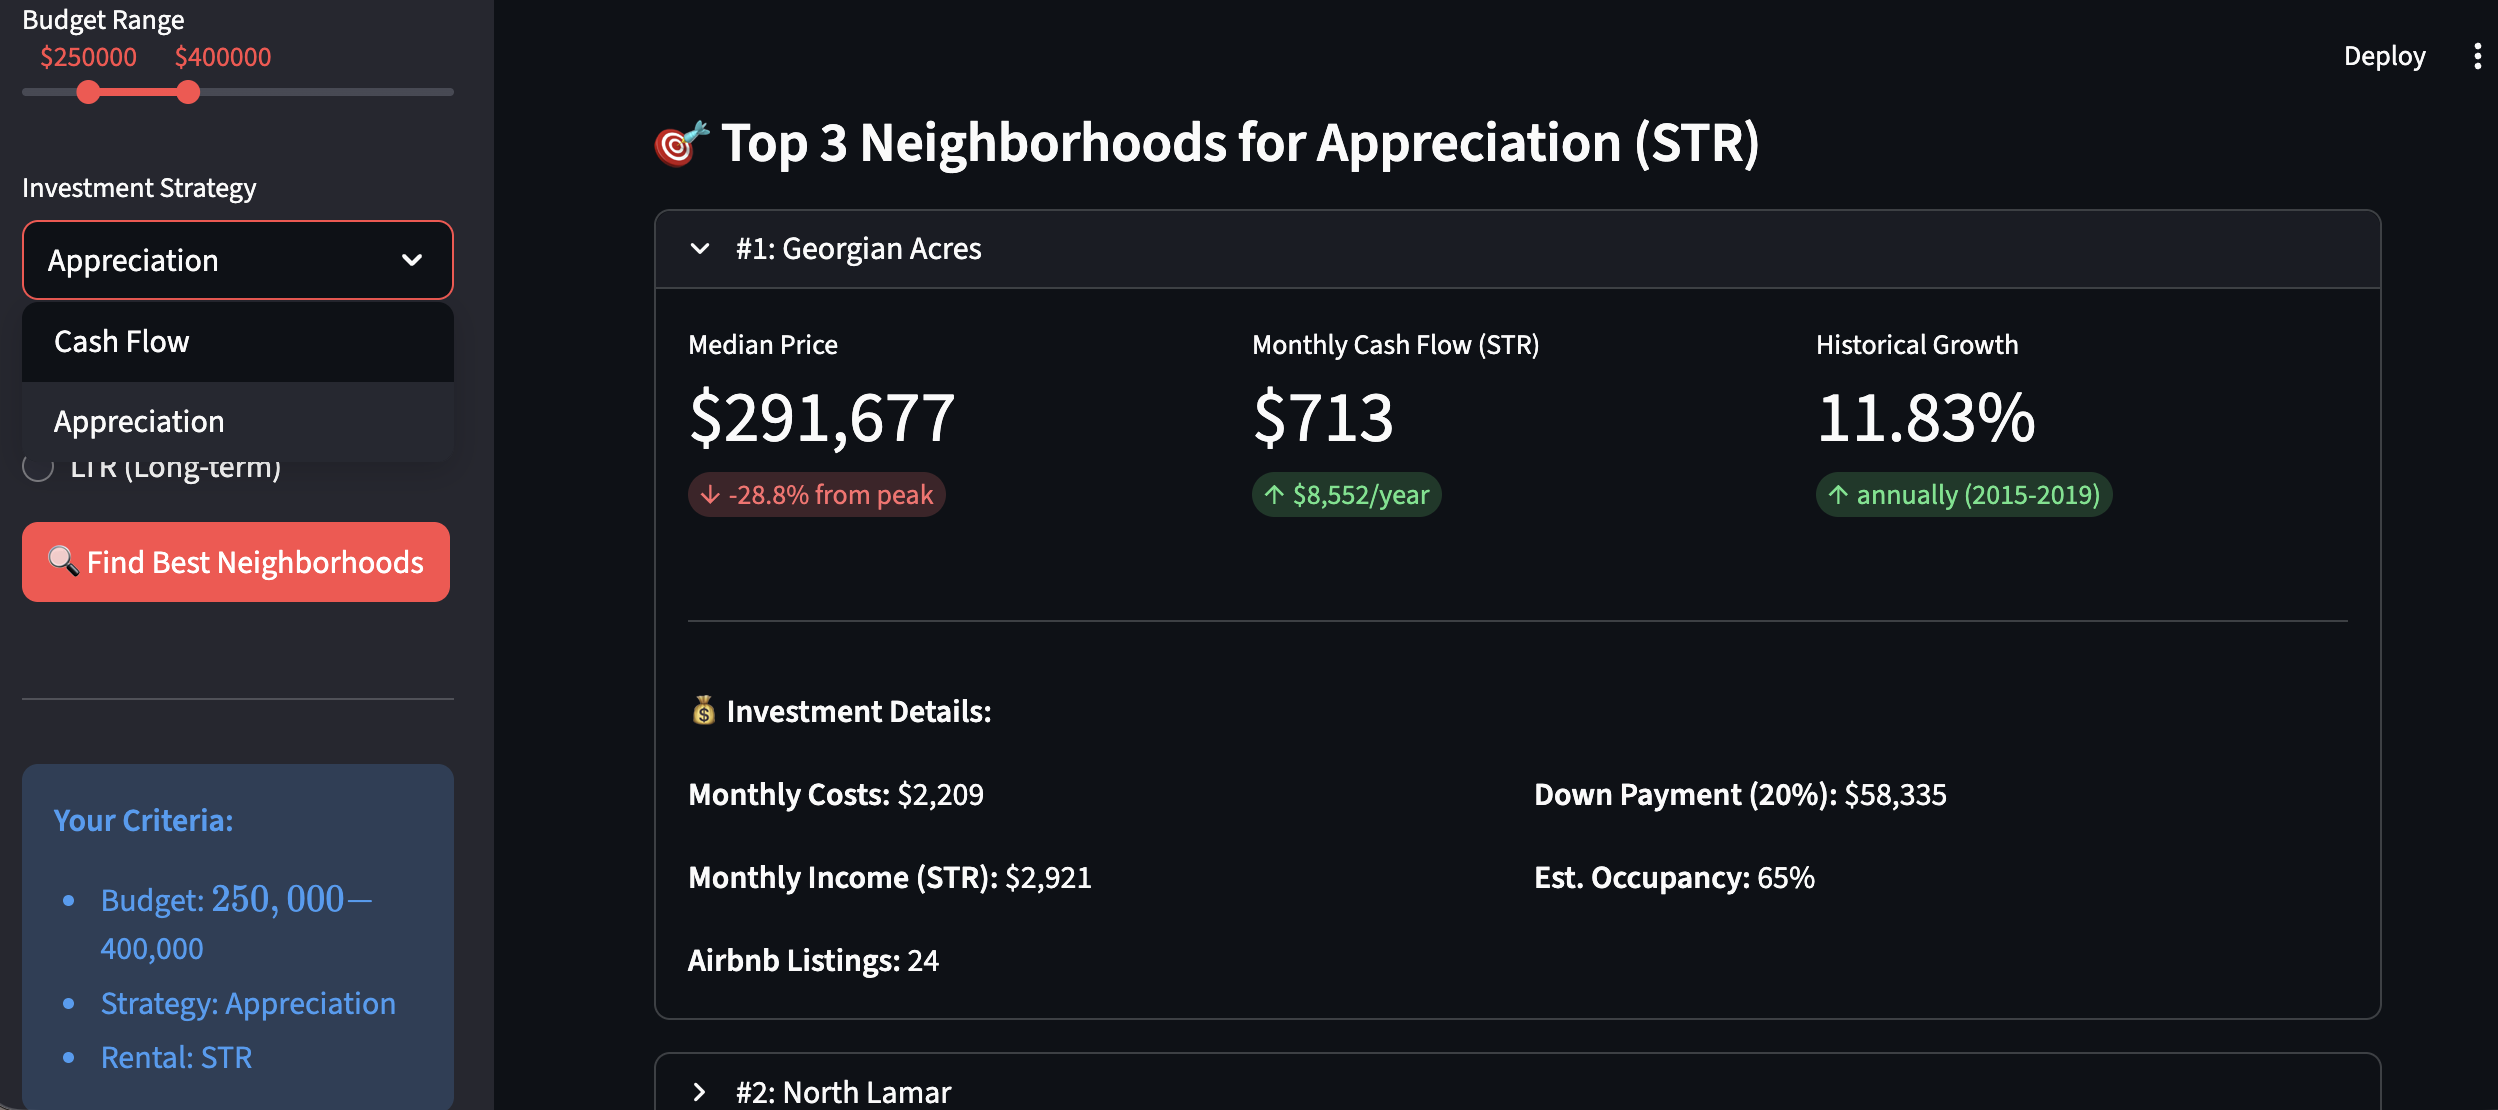 Budget Range
$250000 $400000
Investment Strategy
Appreciation
Cash Flow
Appreciation
LTR (Long-term)
🔍 Find Best Neighborhoods
Your Criteria:
• Budget: 250,000—
400,000
• Strategy: Appreciation
• Rental: STR
Deploy
🎯 Top 3 Neighborhoods for Appreciation (STR)
#1: Georgian Acres
Median Price
$291,677
↓ -28.8% from peak
Monthly Cash Flow (STR)
$713
↑ $8,552/year
Historical Growth
11.83%
↑ annually (2015-2019)
💰 Investment Details:
Monthly Costs: $2,209
Down Payment (20%): $58,335
Monthly Income (STR): $2,921
Est. Occupancy: 65%
Airbnb Listings: 24
#2: North Lamar